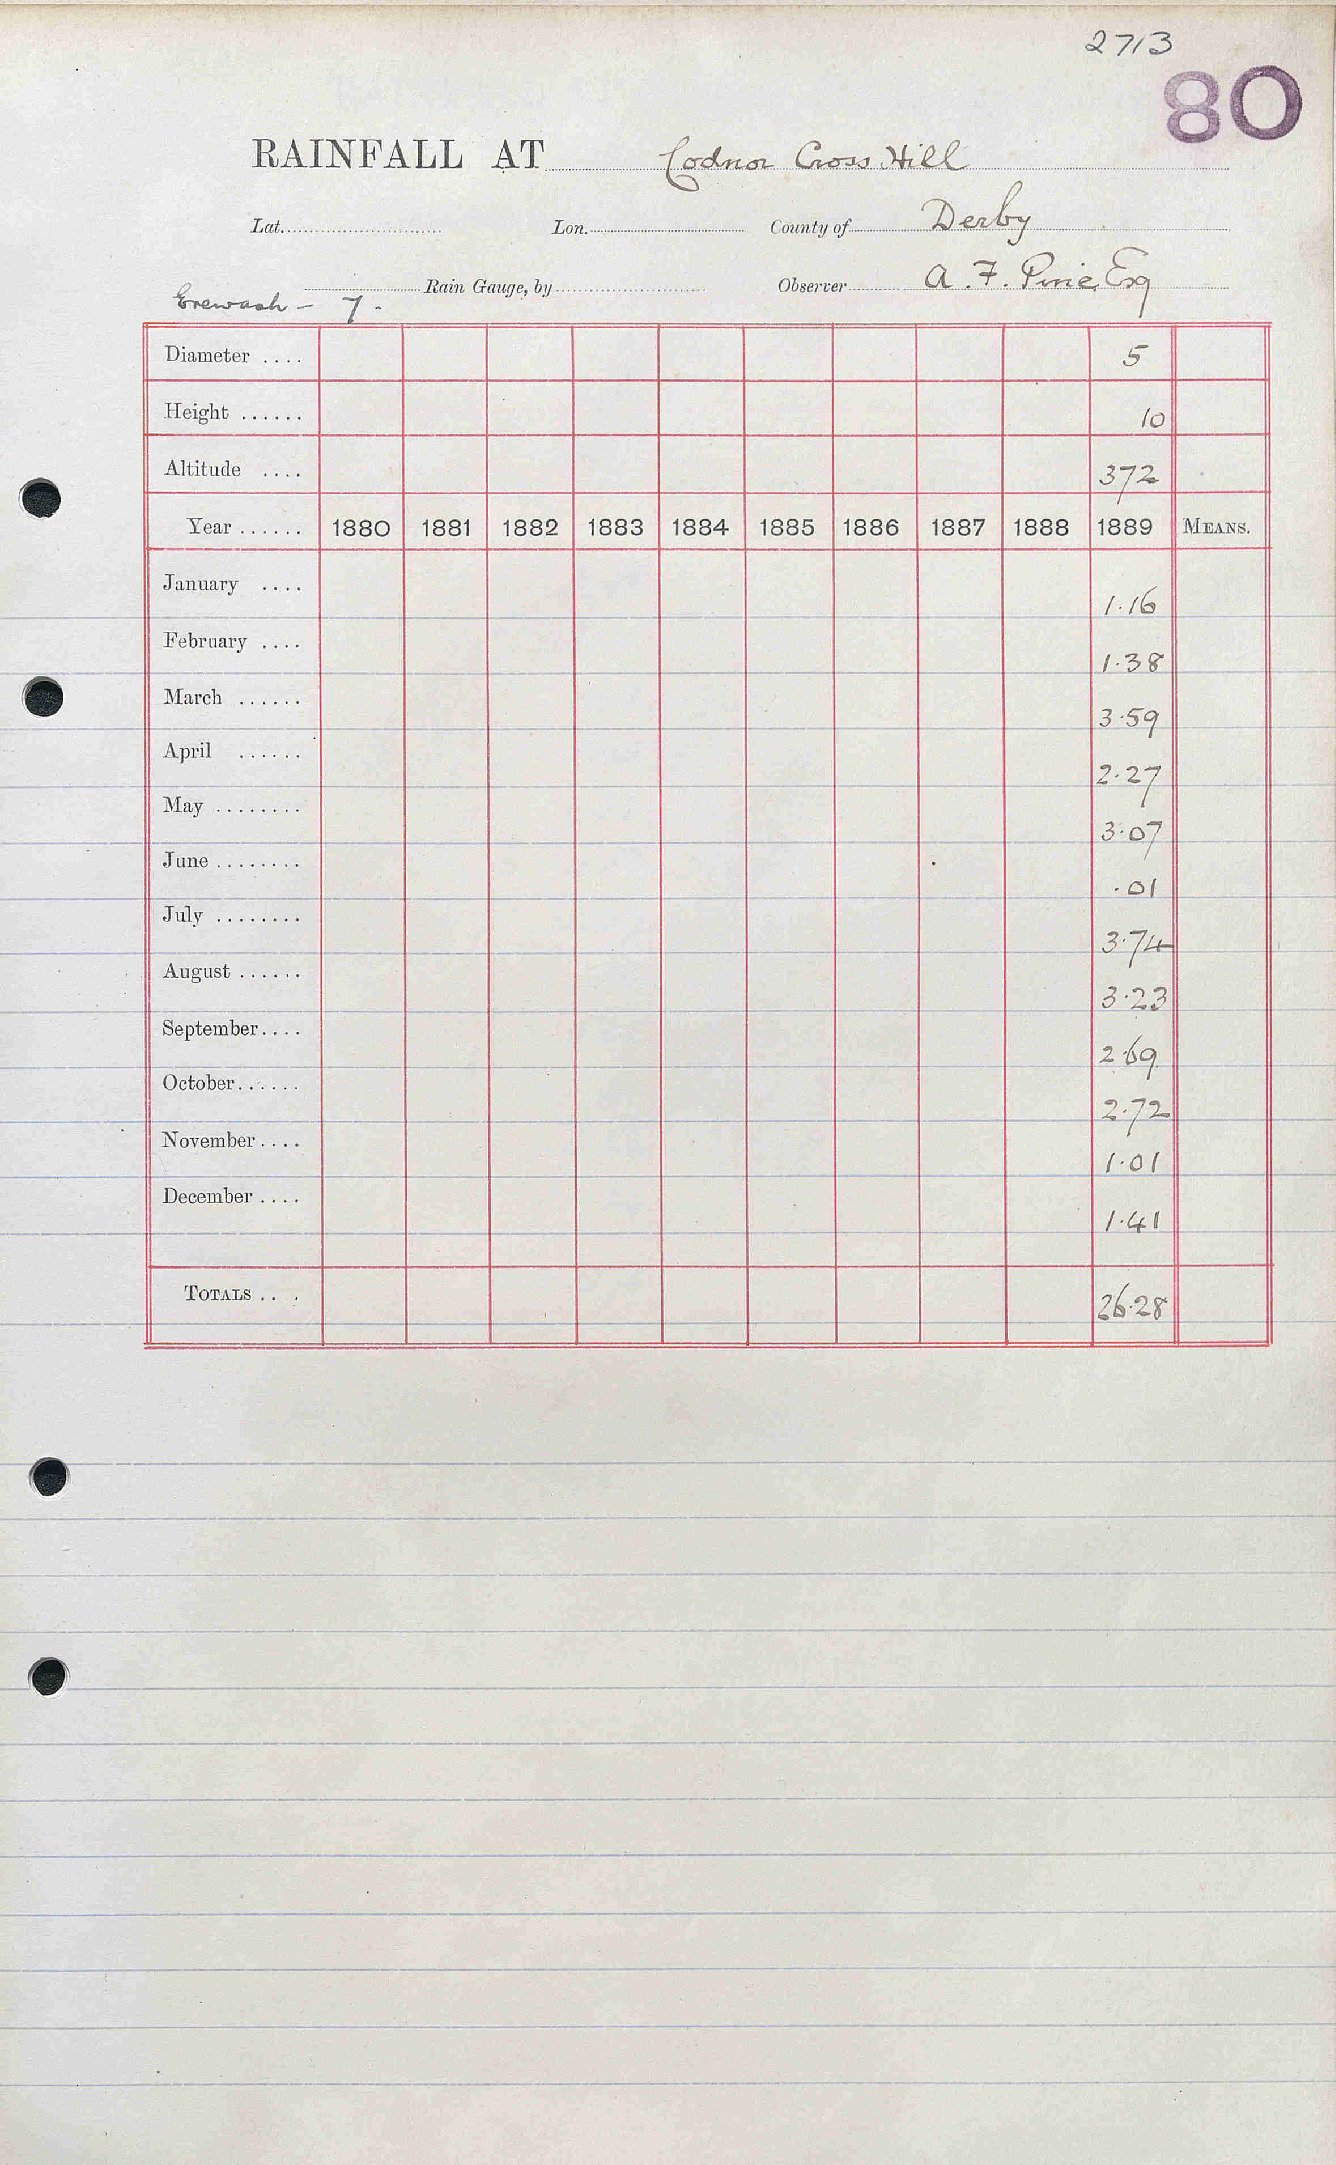 2713
80
RAINFALL AT Codnor Cross Hill
Lat. Lon. County of Derby
Rain Gauge, by Observer A. F. Pirie, Esq
Erewash - 7.
Diameter .... 5
Height ...... 10
Altitude .... 372
Year ...... 1880 1881 1882 1883 1884 1885 1886 1887 1888 1889 MEANS.
January .... 1.16
February .... 1.38
March ...... 3.59
April ...... 2.27
May ........ 3.07
June ........ .01
July ........ 3.74
August ...... 3.23
September.... 2.69
October...... 2.72
November.... 1.01
December.... 1.41
TOTALS ... 26.28